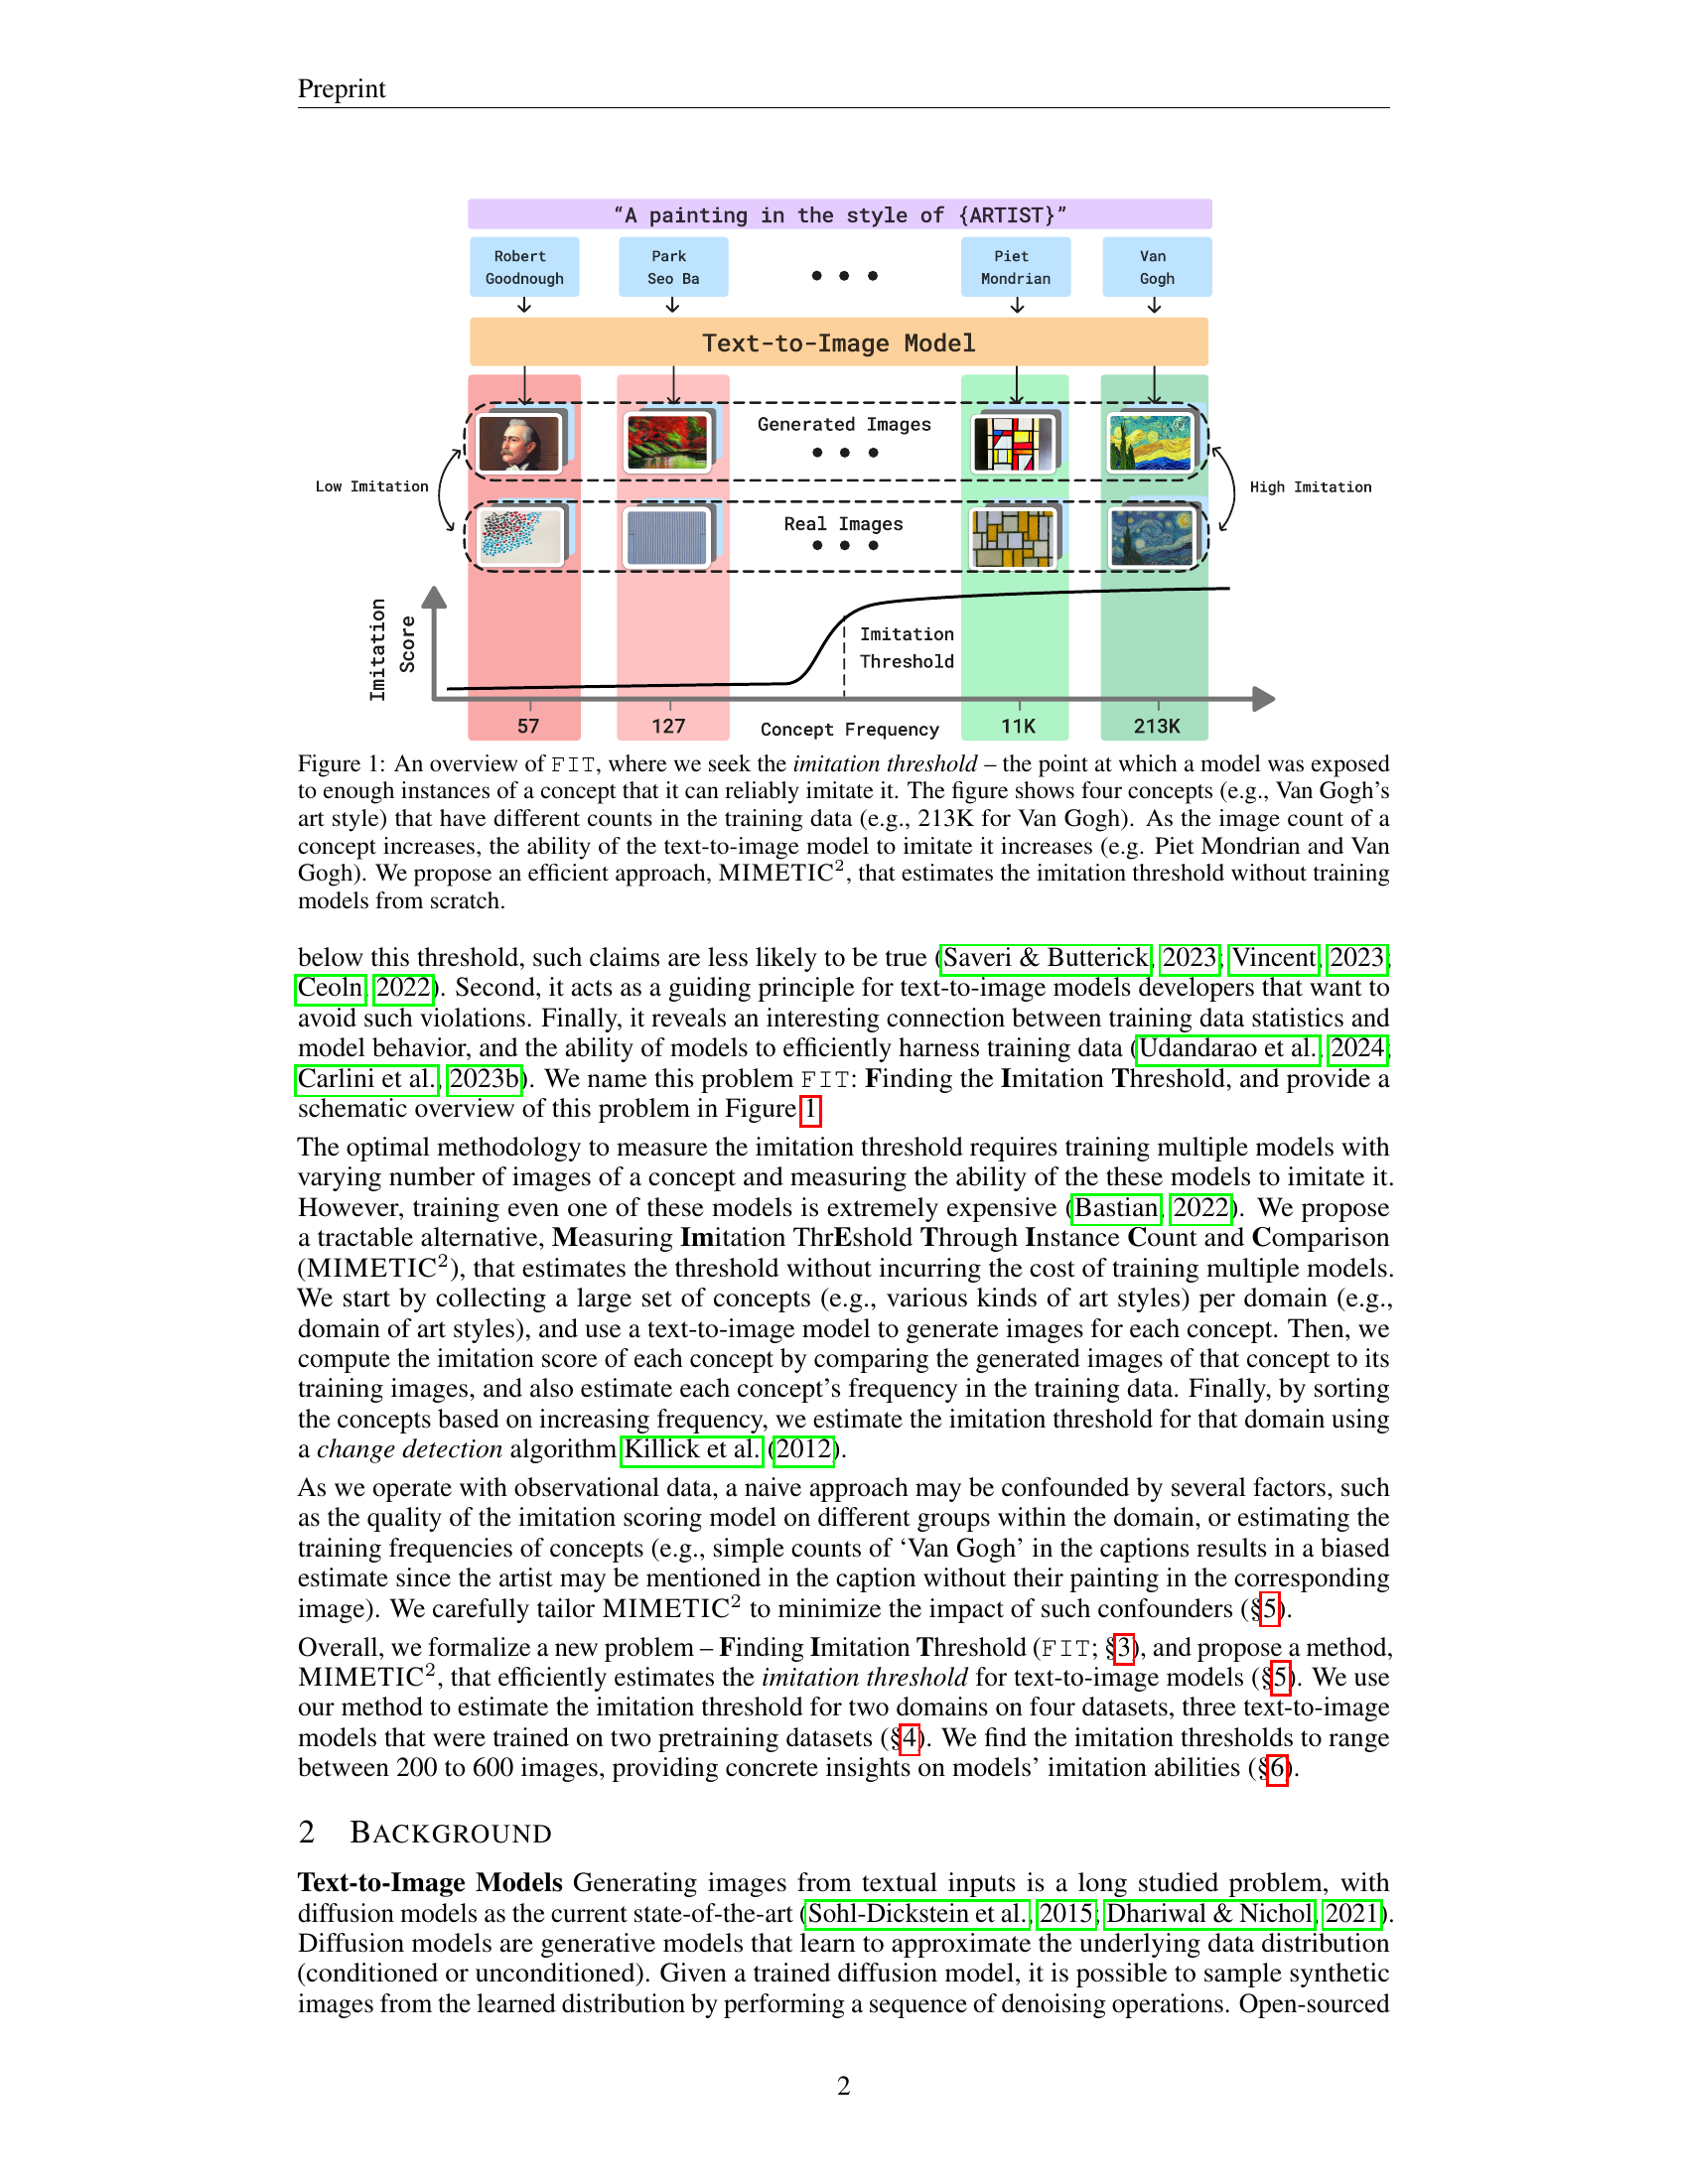 Preprint
“A painting in the style of {ARTIST}”
Robert
Goodnough
Park
Seo Ba
Piet
Mondrian
Van
Gogh
Text-to-Image Model
Generated Images
Low Imitation
High Imitation
Real Images
Imitation
Score
Imitation
Threshold
57
127
Concept Frequency
11K
213K
Figure 1: An overview of FIT, where we seek the imitation threshold – the point at which a model was exposed
to enough instances of a concept that it can reliably imitate it. The figure shows four concepts (e.g., Van Gogh’s
art style) that have different counts in the training data (e.g., 213K for Van Gogh). As the image count of a
concept increases, the ability of the text-to-image model to imitate it increases (e.g. Piet Mondrian and Van
Gogh). We propose an efficient approach, MIMETIC², that estimates the imitation threshold without training
models from scratch.
below this threshold, such claims are less likely to be true (Saveri & Butterick, 2023; Vincent, 2023;
Ceoln, 2022). Second, it acts as a guiding principle for text-to-image models developers that want to
avoid such violations. Finally, it reveals an interesting connection between training data statistics and
model behavior, and the ability of models to efficiently harness training data (Udandarao et al., 2024;
Carlini et al., 2023b). We name this problem FIT: Finding the Imitation Threshold, and provide a
schematic overview of this problem in Figure 1
The optimal methodology to measure the imitation threshold requires training multiple models with
varying number of images of a concept and measuring the ability of the these models to imitate it.
However, training even one of these models is extremely expensive (Bastian, 2022). We propose
a tractable alternative, Measuring Imitation ThrEshold Through Instance Count and Comparison
(MIMETIC²), that estimates the threshold without incurring the cost of training multiple models.
We start by collecting a large set of concepts (e.g., various kinds of art styles) per domain (e.g.,
domain of art styles), and use a text-to-image model to generate images for each concept. Then, we
compute the imitation score of each concept by comparing the generated images of that concept to its
training images, and also estimate each concept’s frequency in the training data. Finally, by sorting
the concepts based on increasing frequency, we estimate the imitation threshold for that domain using
a change detection algorithm Killick et al. (2012).
As we operate with observational data, a naive approach may be confounded by several factors, such
as the quality of the imitation scoring model on different groups within the domain, or estimating the
training frequencies of concepts (e.g., simple counts of ‘Van Gogh’ in the captions results in a biased
estimate since the artist may be mentioned in the caption without their painting in the corresponding
image). We carefully tailor MIMETIC² to minimize the impact of such confounders (§5).
Overall, we formalize a new problem – Finding Imitation Threshold (FIT; §3), and propose a method,
MIMETIC², that efficiently estimates the imitation threshold for text-to-image models (§5). We use
our method to estimate the imitation threshold for two domains on four datasets, three text-to-image
models that were trained on two pretraining datasets (§4). We find the imitation thresholds to range
between 200 to 600 images, providing concrete insights on models’ imitation abilities (§6).
2 BACKGROUND
Text-to-Image Models Generating images from textual inputs is a long studied problem, with
diffusion models as the current state-of-the-art (Sohl-Dickstein et al., 2015; Dhariwal & Nichol, 2021).
Diffusion models are generative models that learn to approximate the underlying data distribution
(conditioned or unconditioned). Given a trained diffusion model, it is possible to sample synthetic
images from the learned distribution by performing a sequence of denoising operations. Open-sourced
2